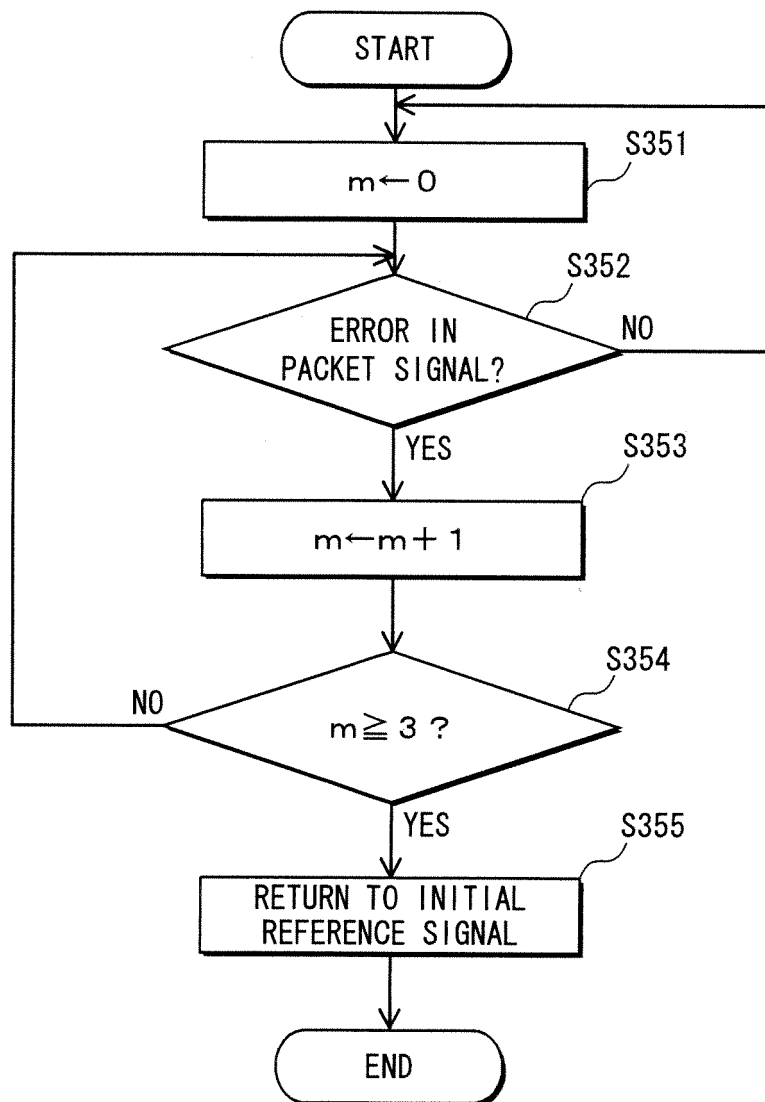 START
S351
m←0
S352
ERROR IN
PACKET SIGNAL?
NO
YES
S353
m←m+1
S354
NO
m≧3?
YES
S355
RETURN TO INITIAL
REFERENCE SIGNAL
END